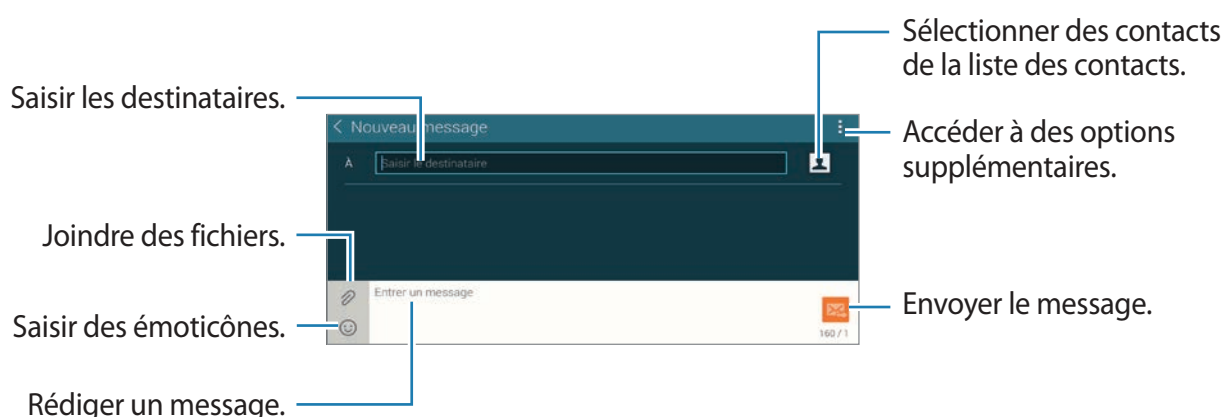 Sélectionner des contacts
de la liste des contacts.
Saisir les destinataires.
Nouveau message
Accéder à des options
supplémentaires.
À
Saisir le destinataire
Joindre des fichiers.
Entrer un message
Envoyer le message.
Saisir des émoticônes.
160 / 1
Rédiger un message.